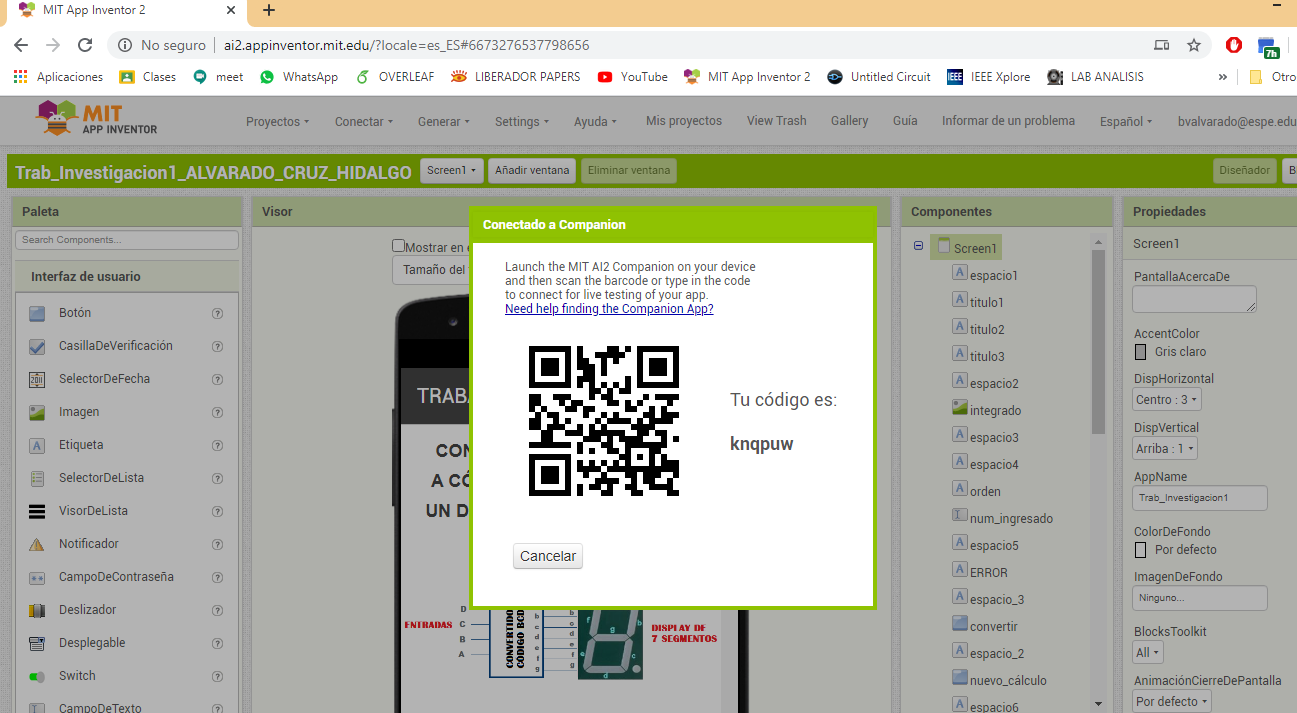 MIT App Inventor 2
No seguro
ai2.appinventor.mit.edu/?locale=es_ES#6673276537798656
7h
Aplicaciones
Clases
meet
WhatsApp
OVERLEAF
LIBERADOR PAPERS
YouTube
MIT App Inventor 2
Untitled Circuit
IEEE
IEEE Xplore
LAB ANALISIS
»
Otro
MIT
APP INVENTOR
Proyectos
Conectar
Generar
Settings
Ayuda
Mis proyectos
View Trash
Gallery
Guía
Informar de un problema
Español
bvalvarado@espe.edu
Trab_Investigacion1_ALVARADO_CRUZ_HIDALGO
Screen1
Añadir ventana
Eliminar ventana
Diseñador
B
Paleta
Search Components...
Interfaz de usuario
Botón
CasillaDeVerificación
SelectorDeFecha
Imagen
Etiqueta
SelectorDeLista
VisorDeLista
Notificador
CampoDeContraseña
Deslizador
Desplegable
Switch
CampoDeTexto
Visor
Mostrar en e
Tamaño del
TRABA
CON
A CÓ
UN D
ENTRADAS
D
C
B
A
CONVERTIDO
CÓDIGO BCD
b
c
d
e
f
g
DISPLAY DE
7 SEGMENTOS
Conectado a Companion
Launch the MIT AI2 Companion on your device
and then scan the barcode or type in the code
to connect for live testing of your app.
Need help finding the Companion App?
Tu código es:
knqpuw
Cancelar
Componentes
Screen1
espacio1
titulo1
titulo2
titulo3
espacio2
integrado
espacio3
espacio4
orden
num_ingresado
espacio5
ERROR
espacio_3
convertir
espacio_2
nuevo_cálculo
espacio6
Propiedades
Screen1
PantallaAcercaDe
AccentColor
Gris claro
DispHorizontal
Centro : 3
DispVertical
Arriba : 1
AppName
Trab_Investigacion1
ColorDeFondo
Por defecto
ImagenDeFondo
Ninguno...
BlocksToolkit
All
AnimaciónCierreDePantalla
Por defecto